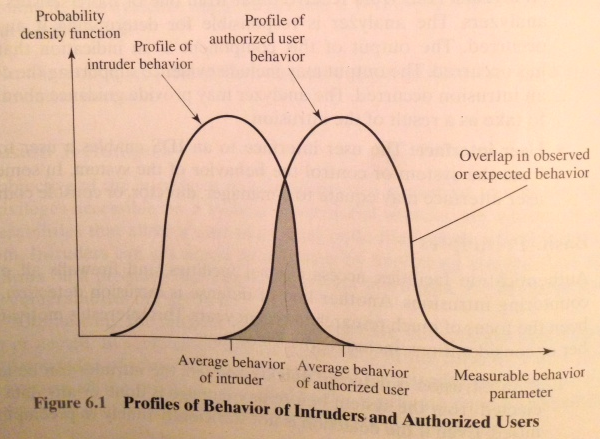 Probability
density function
Profile of
intruder behavior
Profile of
authorized user
behavior
Overlap in observed
or expected behavior
Average behavior
of intruder
Average behavior
of authorized user
Measurable behavior
parameter
Figure 6.1 Profiles of Behavior of Intruders and Authorized Users